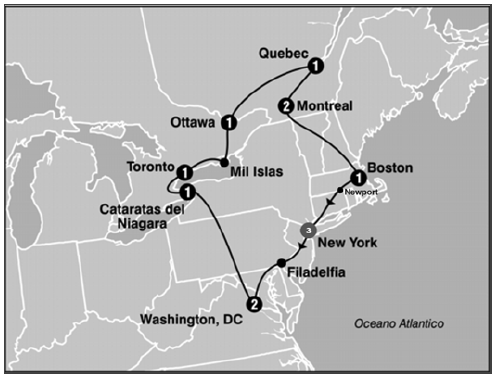 Quebec 1
2 Montreal
Ottawa 1
Toronto 1
Mil Islas
Boston
1
Newport
1
Cataratas del
Niagara
3
New York
Filadelfia
2
Washington, DC
Oceano Atlantico